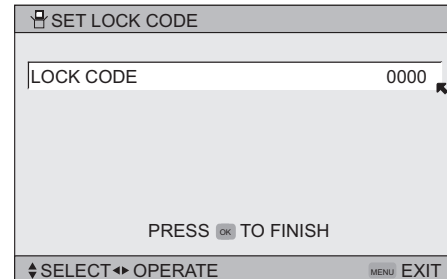 SET LOCK CODE
LOCK CODE 0000
PRESS OK TO FINISH
SELECT OPERATE MENU EXIT